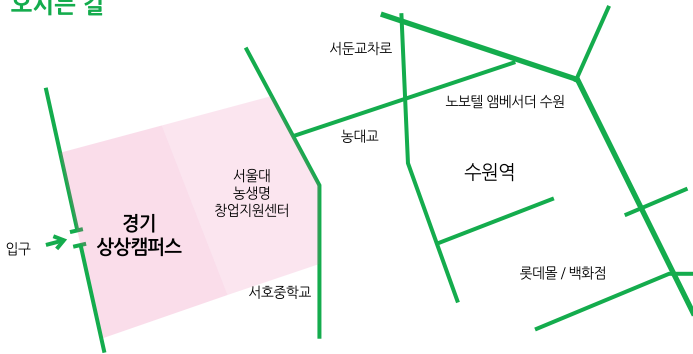 오시는 길
서둔교차로
노보텔 앰베서더 수원
농대교
수원역
서울대
농생명
창업지원센터
경기
상상캠퍼스
입구
롯데몰 / 백화점
서호중학교